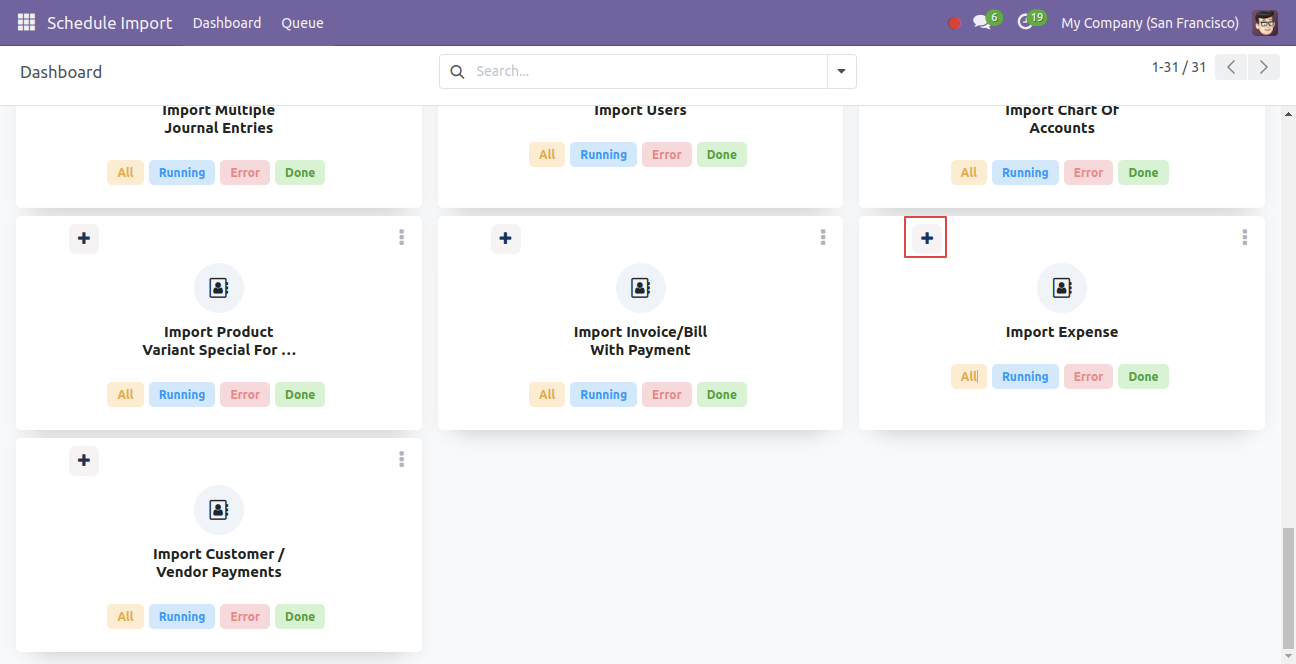 Schedule Import Dashboard Queue 6 19 My Company (San Francisco)
Dashboard Search... 1-31 / 31
Import Multiple
Journal Entries
All Running Error Done
Import Users
All Running Error Done
Import Chart Of
Accounts
All Running Error Done
Import Product
Variant Special For ...
All Running Error Done
Import Invoice/Bill
With Payment
All Running Error Done
Import Expense
All Running Error Done
Import Customer /
Vendor Payments
All Running Error Done